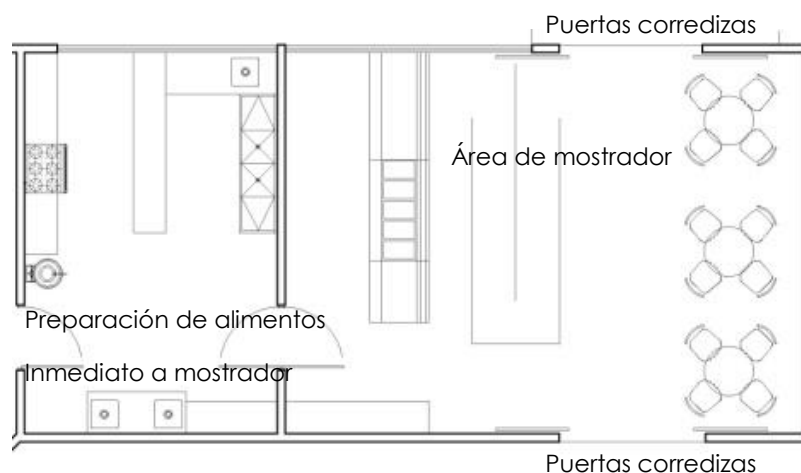 Puertas corredizas
Área de mostrador
Preparación de alimentos
Inmediato a mostrador
Puertas corredizas